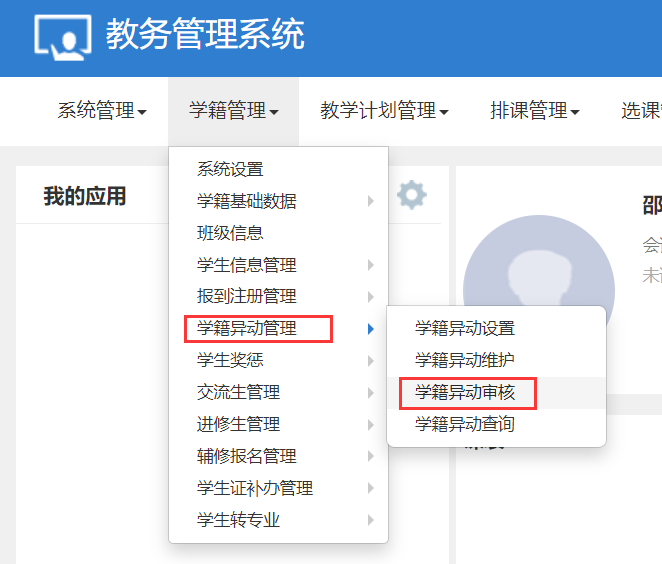 教务管理系统
系统管理 学籍管理 教学计划管理 排课管理 选课
我的应用
系统设置
学籍基础数据
班级信息
学生信息管理
报到注册管理
学籍异动管理
学生奖惩
交流生管理
进修生管理
辅修报名管理
学生证补办管理
学生转专业
学籍异动设置
学籍异动维护
学籍异动审核
学籍异动查询
邵
未